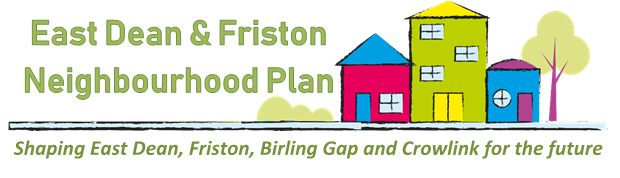 East Dean & Friston
Neighbourhood Plan
Shaping East Dean, Friston, Birling Gap and Crowlink for the future